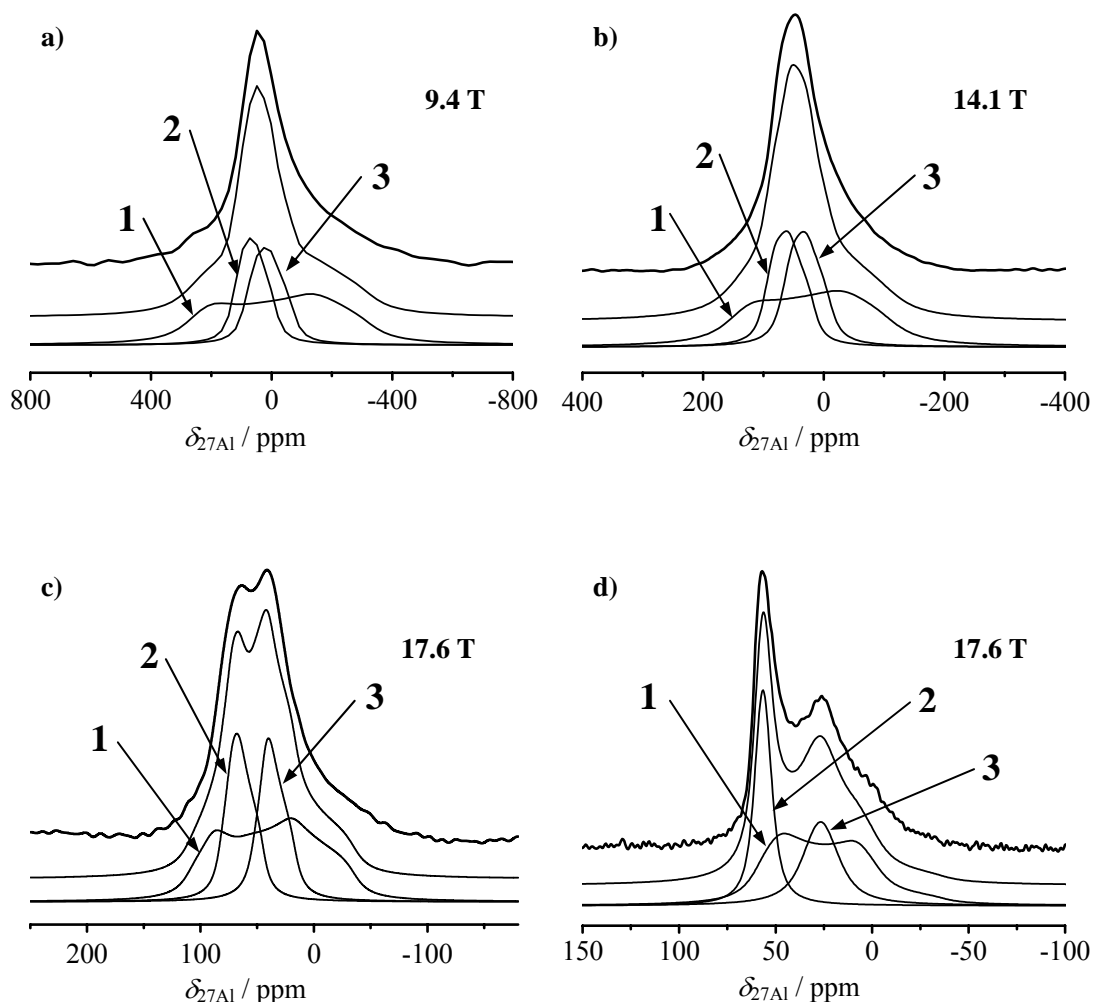 a)
9.4 T
2
3
1
800 400 0 -400 -800
δ27Al / ppm
b)
14.1 T
2
3
1
400 200 0 -200 -400
δ27Al / ppm
c)
17.6 T
2
3
1
200 100 0 -100
δ27Al / ppm
d)
17.6 T
1
2
3
150 100 50 0 -50 -100
δ27Al / ppm